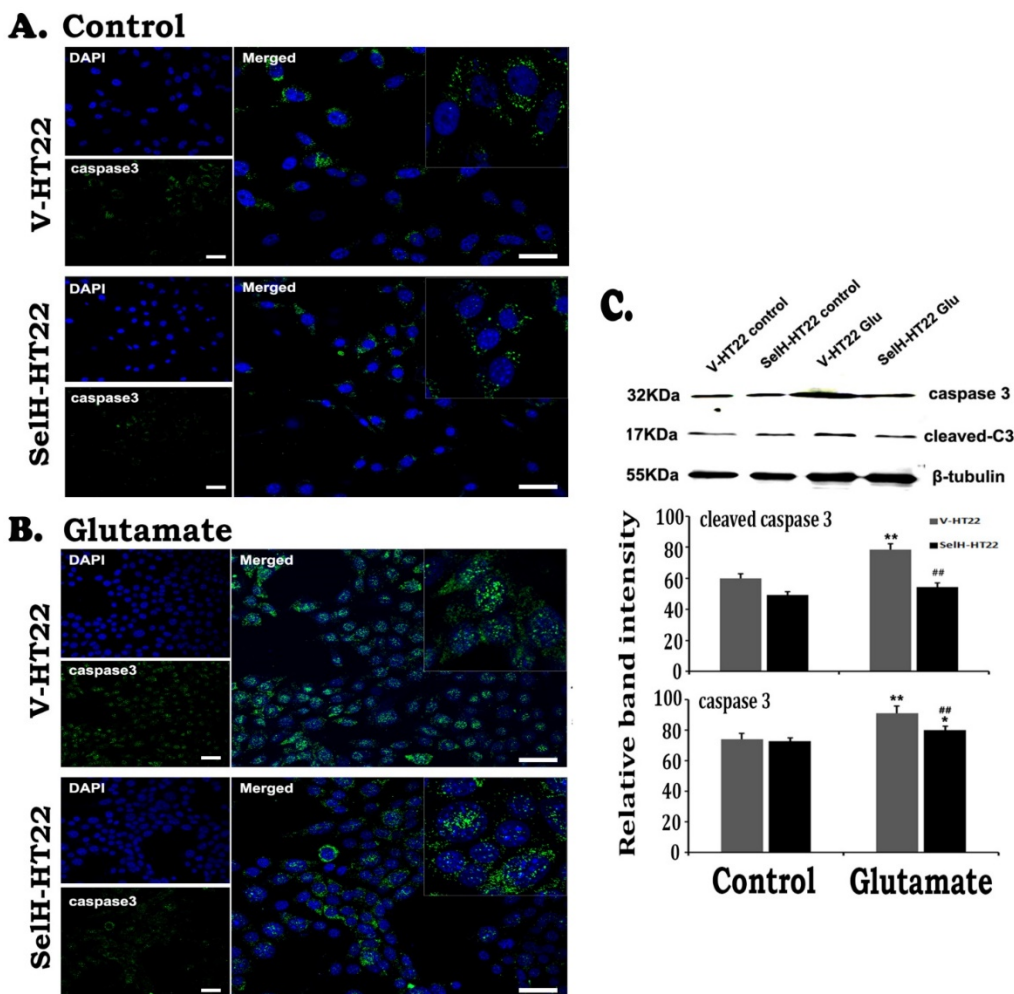 A. Control
V-HT22
DAPI
Merged
caspase3
SelH-HT22
DAPI
Merged
caspase3
B. Glutamate
V-HT22
DAPI
Merged
caspase3
SelH-HT22
DAPI
Merged
caspase3
C.
V-HT22 control
SelH-HT22 control
V-HT22 Glu
SelH-HT22 Glu
32KDa
caspase 3
17KDa
cleaved-C3
55KDa
β-tubulin
Relative band intensity
cleaved caspase 3
V-HT22
SelH-HT22
100
80
60
40
20
0
**
##
caspase 3
100
80
60
40
20
0
**
##
*
Control Glutamate